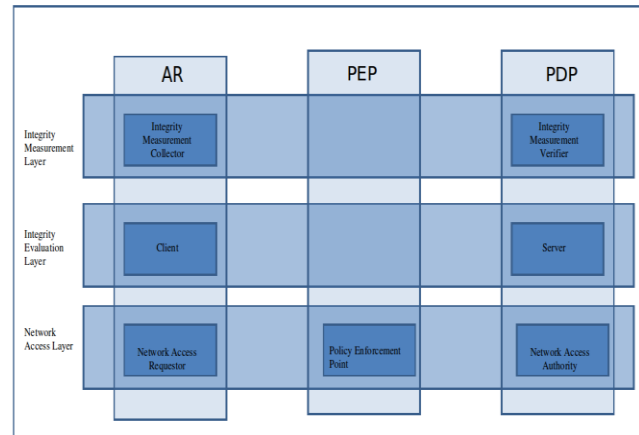 AR
PEP
PDP
Integrity
Measurement
Layer
Integrity
Measurement
Collector
Integrity
Measurement
Verifier
Integrity
Evaluation
Layer
Client
Server
Network
Access Layer
Network Access
Requestor
Policy Enforcement
Point
Network Access
Authority